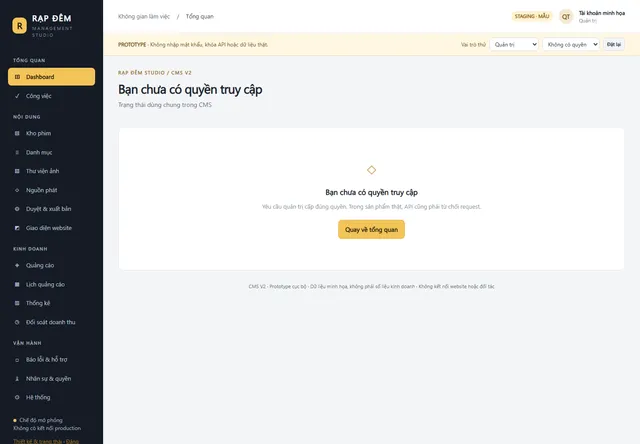 R
RẠP ĐÊM
MANAGEMENT
STUDIO
TỔNG QUAN
Dashboard
Công việc
NỘI DUNG
Kho phim
Danh mục
Thư viện ảnh
Nguồn phát
Duyệt & xuất bản
Giao diện website
KINH DOANH
Quảng cáo
Lịch quảng cáo
Thống kê
Đối soát doanh thu
VẬN HÀNH
Báo lỗi & hỗ trợ
Nhân sự & quyền
Hệ thống
Chế độ mô phỏng
Không kết nối production
Thiết kế & trạng thái
Không gian làm việc / Tổng quan
STAGING · MẪU
QT
Tài khoản minh họa
Quản trị
PROTOTYPE · Không nhập mật khẩu, khóa API hoặc dữ liệu thật.
Vai trò thử
Quản trị
Không có quyền
Đặt lại
RẠP ĐÊM STUDIO / CMS V2
Bạn chưa có quyền truy cập
Trạng thái dùng chung trong CMS.
Bạn chưa có quyền truy cập
Yêu cầu quản trị cấp đúng quyền. Trong sản phẩm thật, API cũng phải từ chối request.
Quay về tổng quan
CMS V2 · Prototype cục bộ · Dữ liệu minh họa, không phải số liệu kinh doanh · Không kết nối website hoặc đối tác.